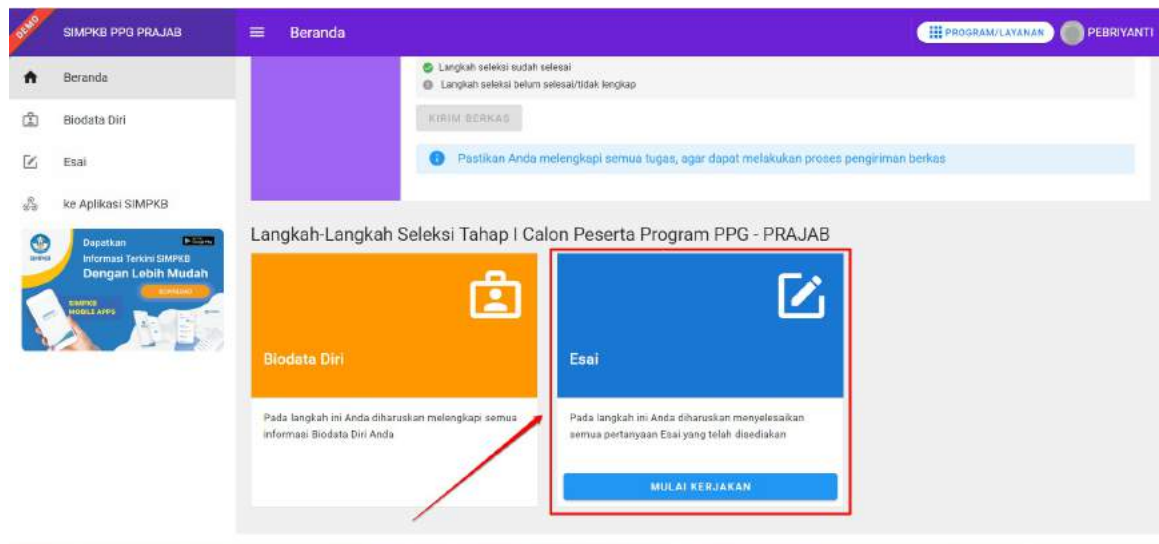 DEMO
SIMPKB PPG PRAJAB
Beranda
PROGRAM/LAYANAN
PEBRIYANTI
Beranda
Biodata Diri
Esai
ke Aplikasi SIMPKB
Langkah seleksi sudah selesai
Langkah seleksi belum selesai/tidak lengkap
KIRIM BERKAS
Pastikan Anda melengkapi semua tugas, agar dapat melakukan proses pengiriman berkas
Dapatkan
Informasi Terkini SIMPKB
Dengan Lebih Mudah
SIMPKB
MOBILE APPS
Langkah-Langkah Seleksi Tahap I Calon Peserta Program PPG - PRAJAB
Biodata Diri
Pada langkah ini Anda diharuskan melengkapi semua
informasi Biodata Diri Anda
Esai
Pada langkah ini Anda diharuskan menyelesaikan
semua pertanyaan Esai yang telah disediakan
MULAI KERJAKAN